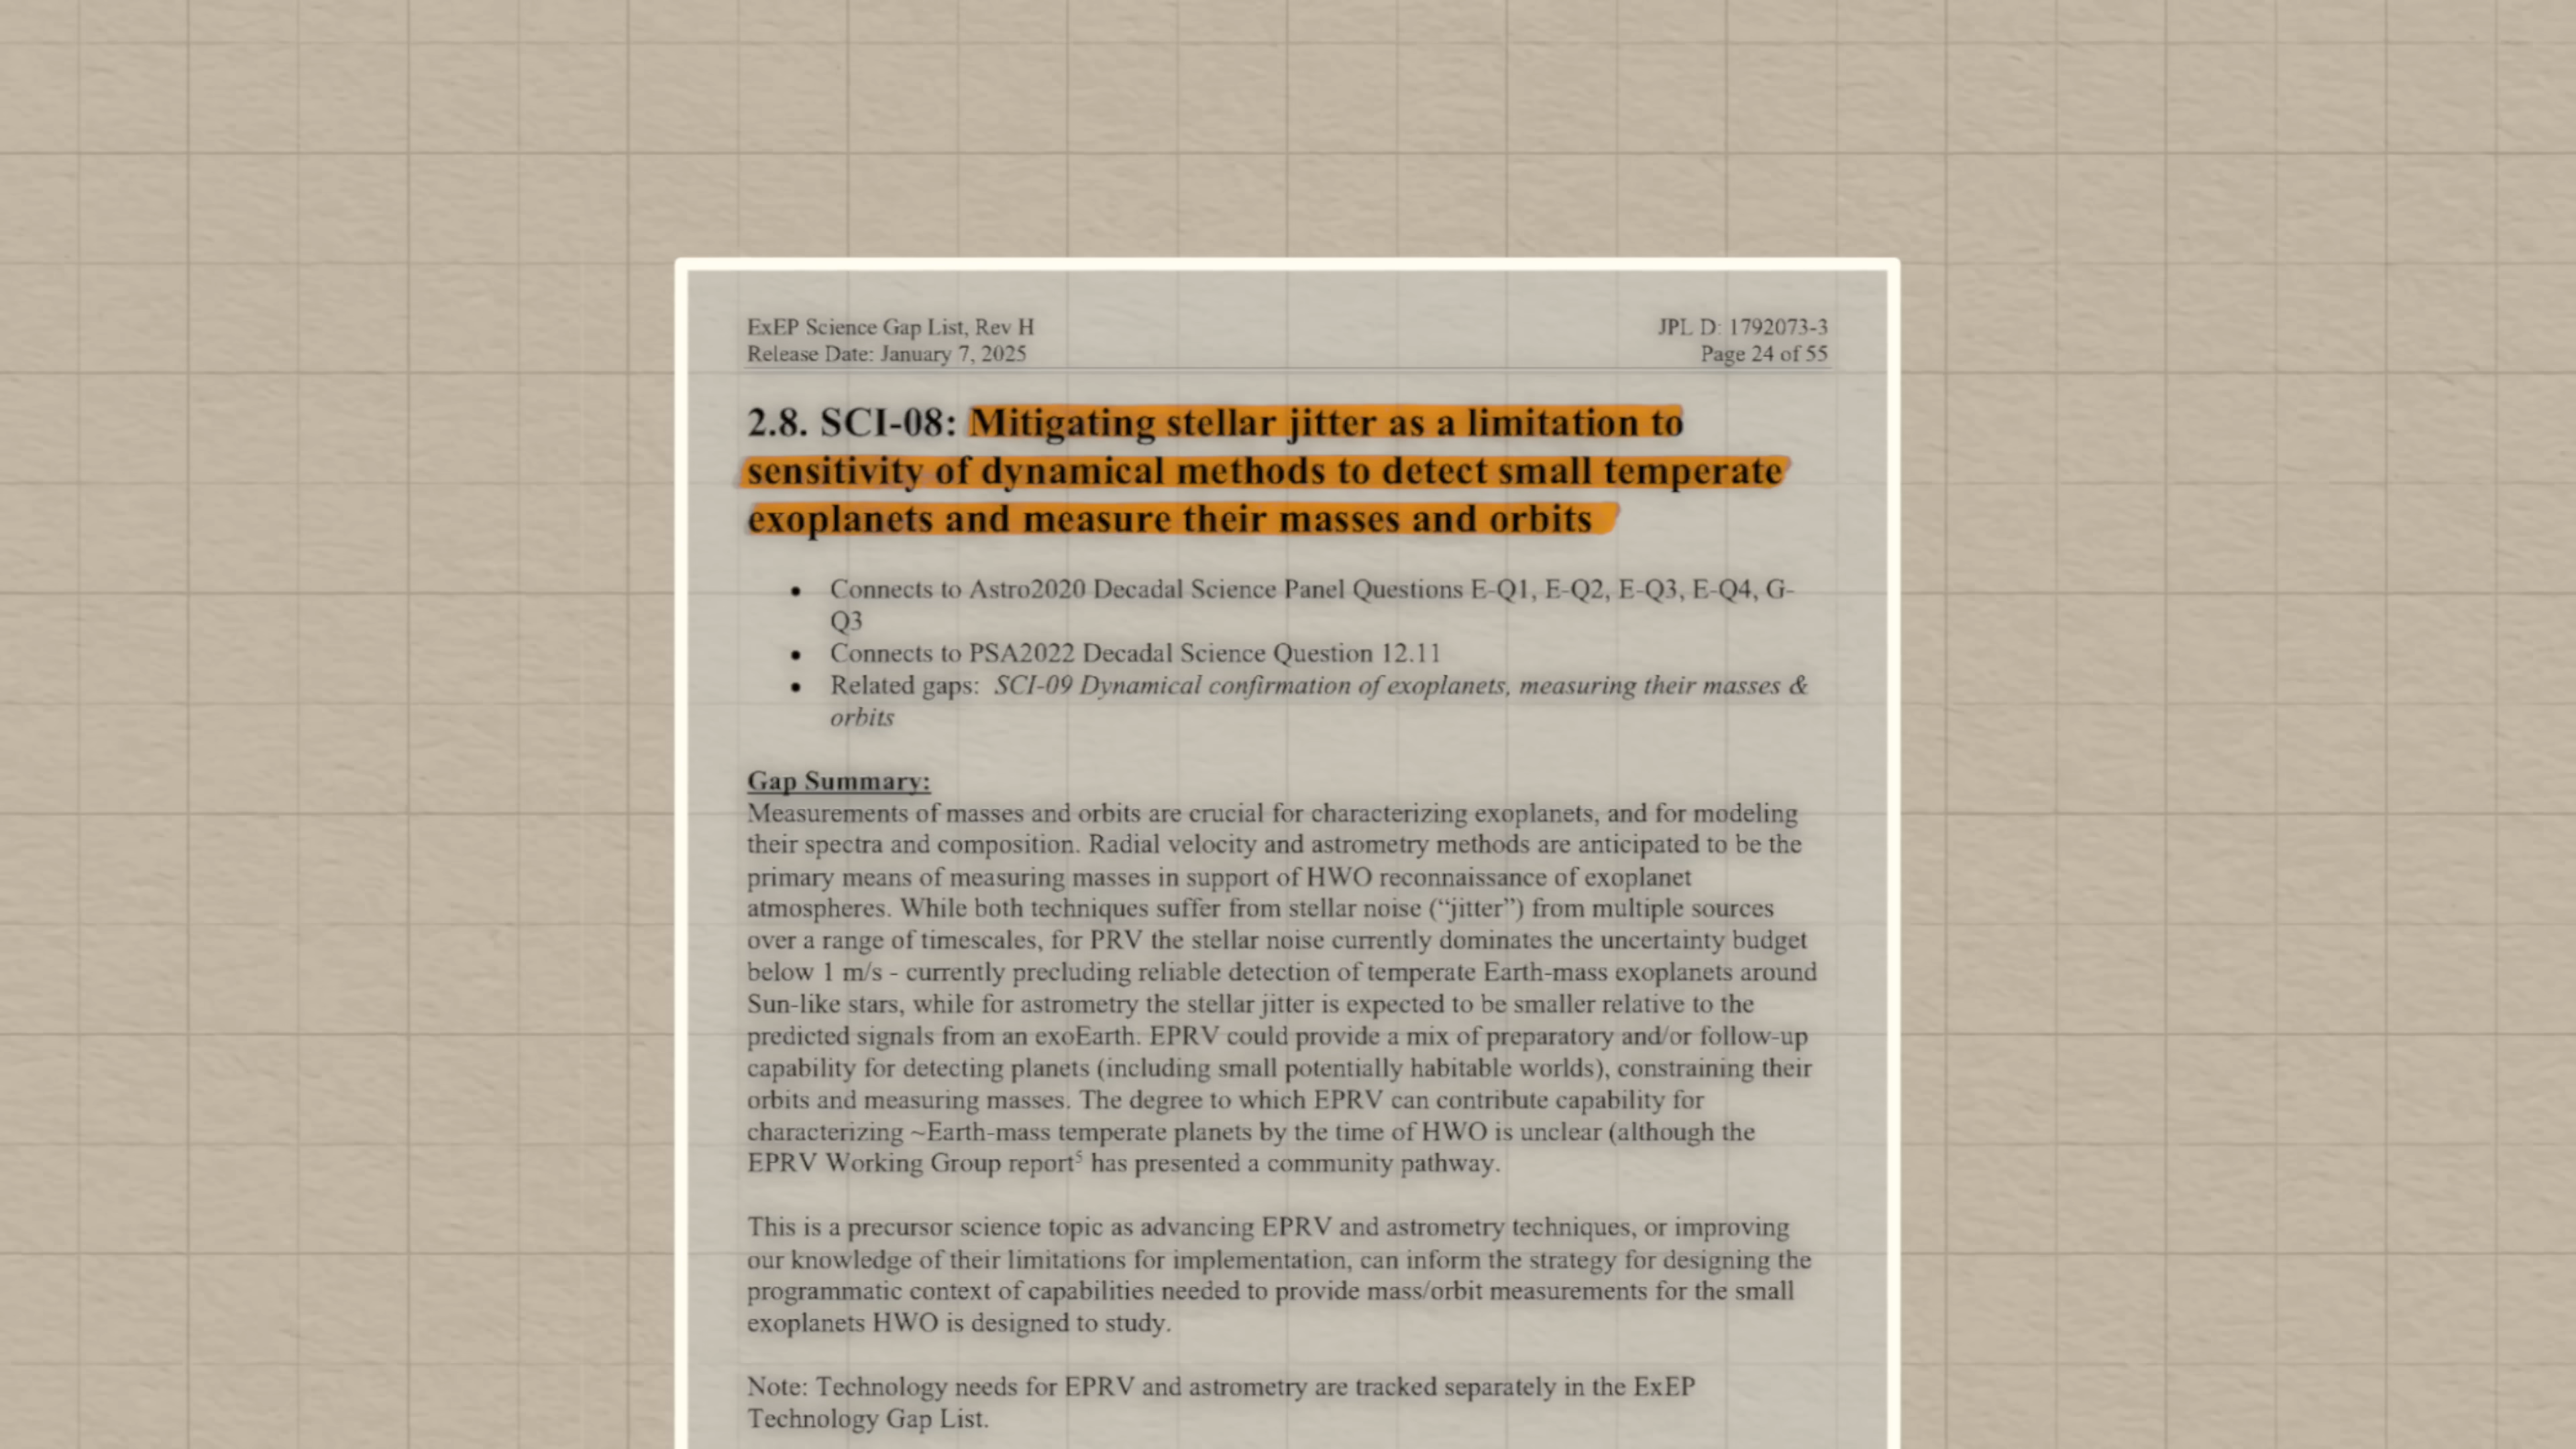 ExEP Science Gap List, Rev H
JPL D: 1792073-3
Release Date: January 7, 2025
Page 24 of 55
2.8. SCI-08: Mitigating stellar jitter as a limitation to
sensitivity of dynamical methods to detect small temperate
exoplanets and measure their masses and orbits
• Connects to Astro2020 Decadal Science Panel Questions E-Q1, E-Q2, E-Q3, E-Q4, G-
Q3
• Connects to PSA2022 Decadal Science Question 12.11
• Related gaps: SCI-09 Dynamical confirmation of exoplanets, measuring their masses &
orbits
Gap Summary:
Measurements of masses and orbits are crucial for characterizing exoplanets, and for modeling
their spectra and composition. Radial velocity and astrometry methods are anticipated to be the
primary means of measuring masses in support of HWO reconnaissance of exoplanet
atmospheres. While both techniques suffer from stellar noise (“jitter”) from multiple sources
over a range of timescales, for PRV the stellar noise currently dominates the uncertainty budget
below 1 m/s - currently precluding reliable detection of temperate Earth-mass exoplanets around
Sun-like stars, while for astrometry the stellar jitter is expected to be smaller relative to the
predicted signals from an exoEarth. EPRV could provide a mix of preparatory and/or follow-up
capability for detecting planets (including small potentially habitable worlds), constraining their
orbits and measuring masses. The degree to which EPRV can contribute capability for
characterizing ~Earth-mass temperate planets by the time of HWO is unclear (although the
EPRV Working Group report⁵ has presented a community pathway.
This is a precursor science topic as advancing EPRV and astrometry techniques, or improving
our knowledge of their limitations for implementation, can inform the strategy for designing the
programmatic context of capabilities needed to provide mass/orbit measurements for the small
exoplanets HWO is designed to study.
Note: Technology needs for EPRV and astrometry are tracked separately in the ExEP
Technology Gap List.